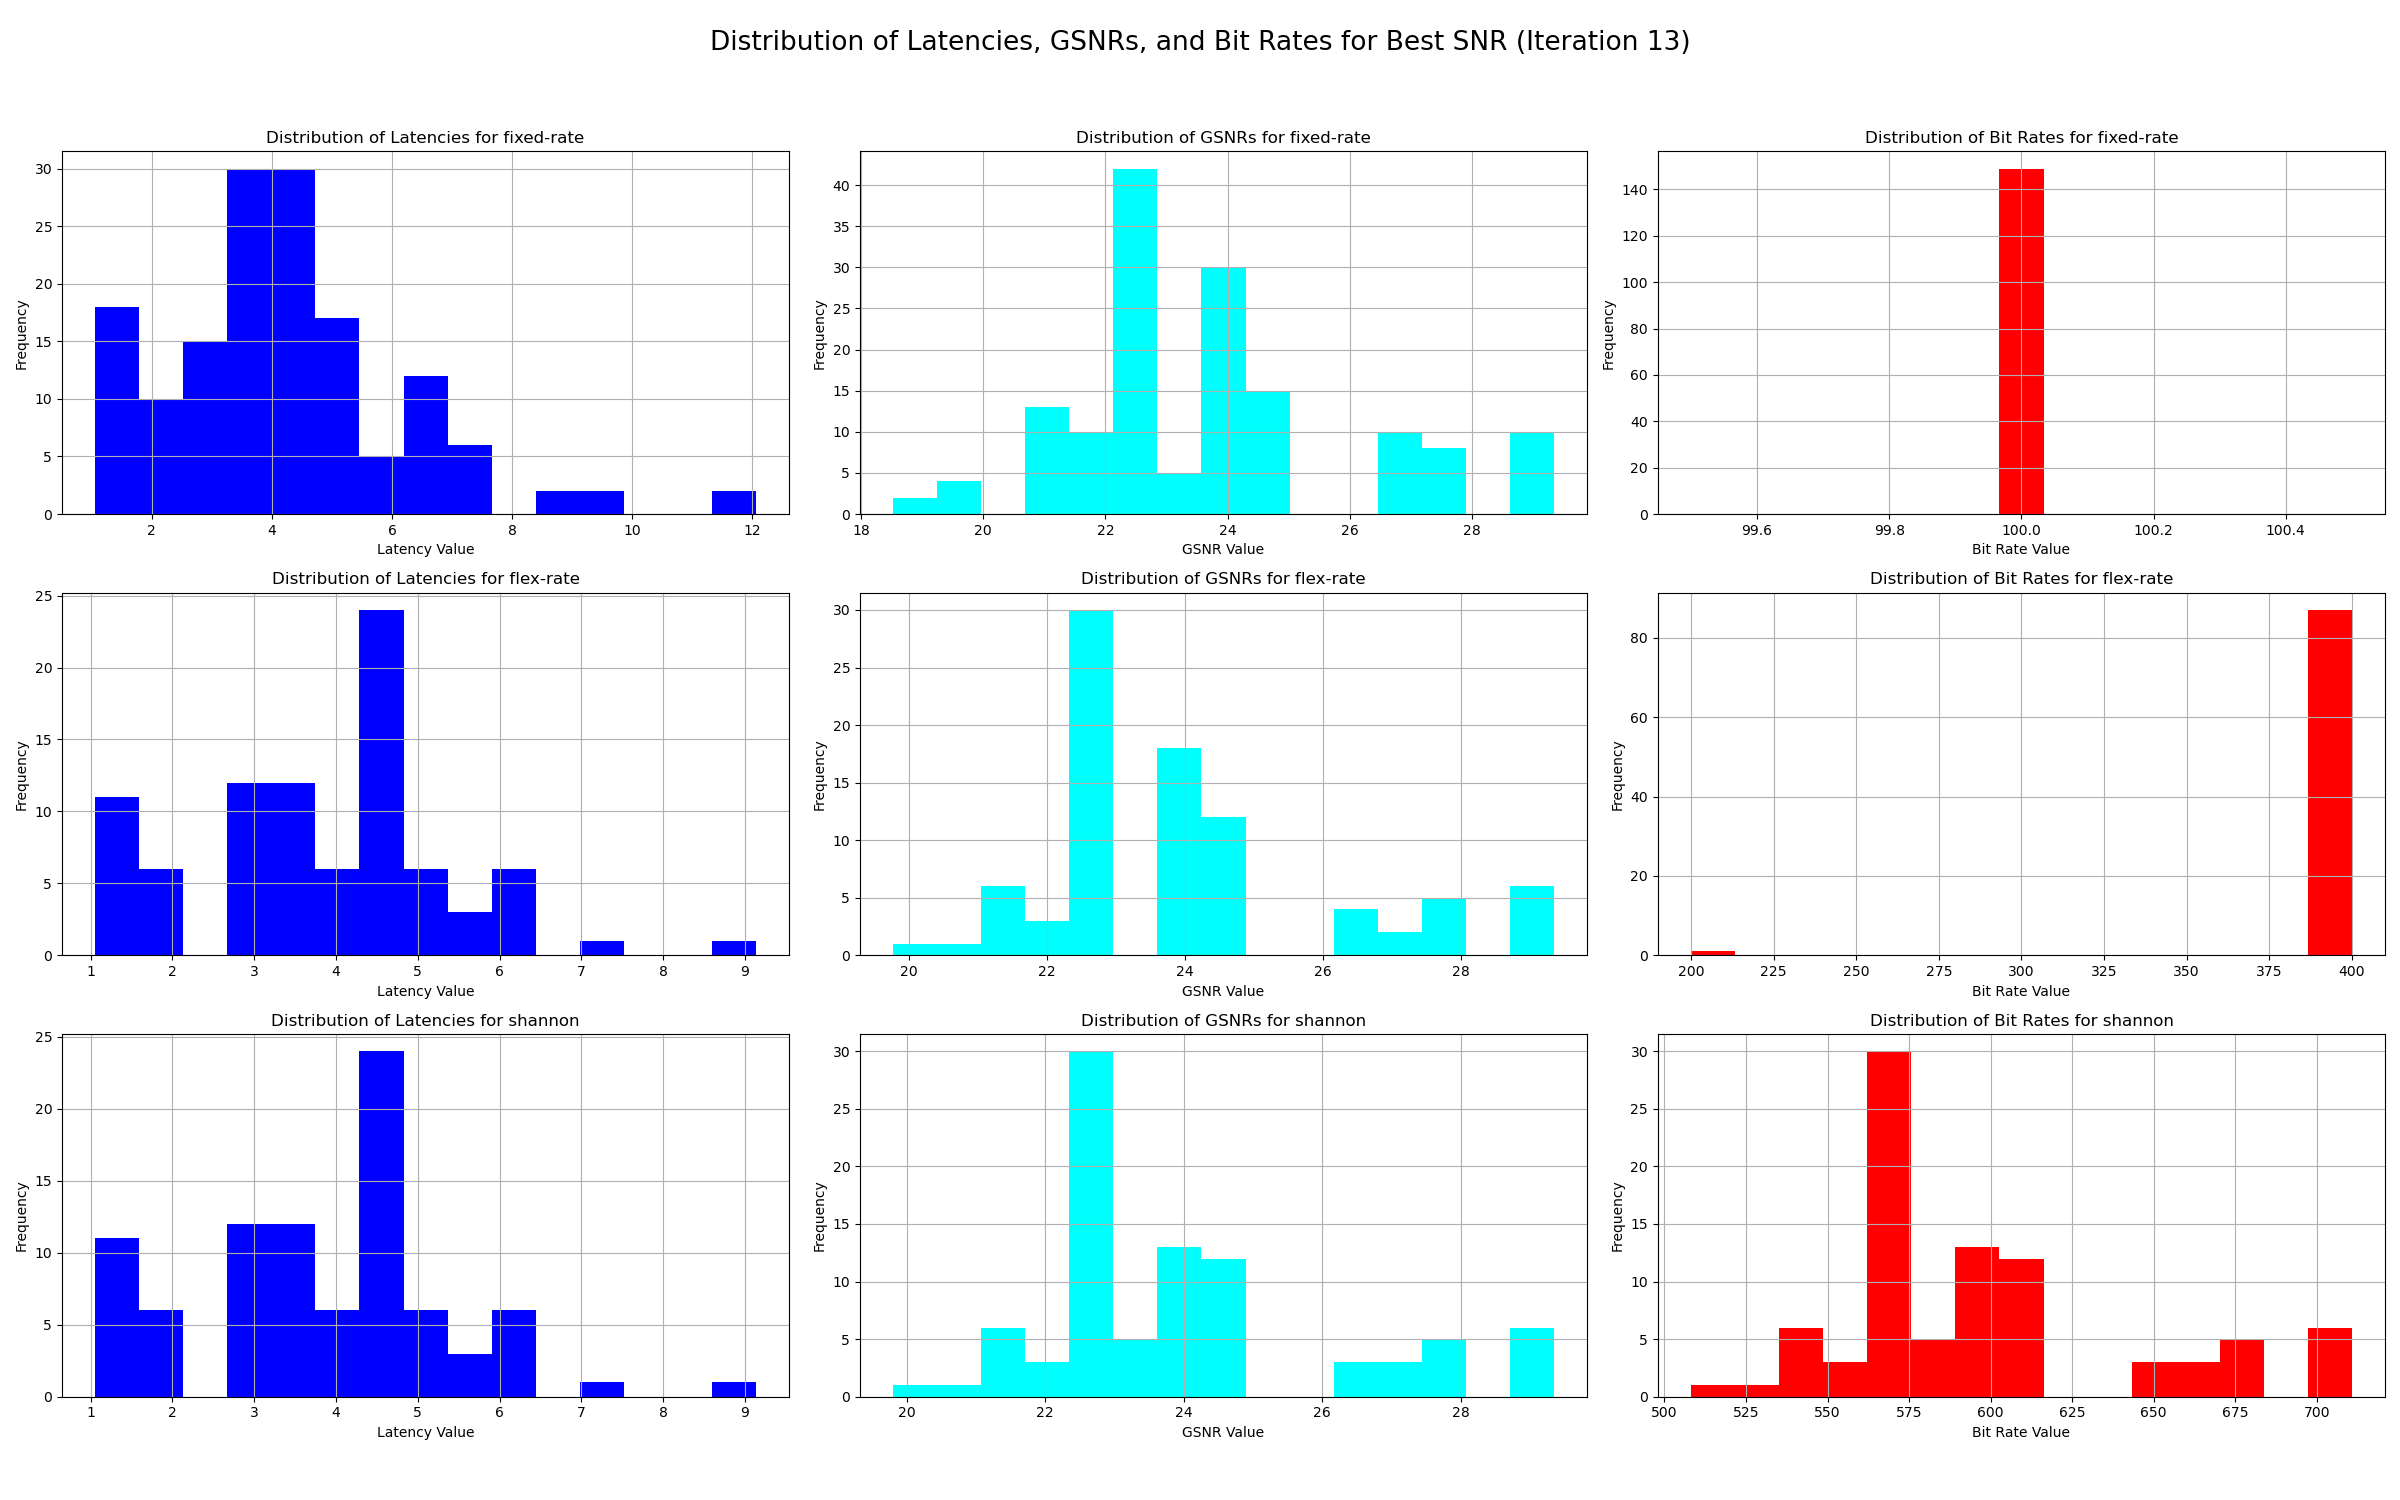 Distribution of Latencies, GSNRs, and Bit Rates for Best SNR (Iteration 13)
Distribution of Latencies for fixed-rate
Frequency
30
25
20
15
10
5
0
2 4 6 8 10 12
Latency Value
Distribution of GSNRs for fixed-rate
Frequency
40
35
30
25
20
15
10
5
0
18 20 22 24 26 28
GSNR Value
Distribution of Bit Rates for fixed-rate
Frequency
140
120
100
80
60
40
20
0
99.6 99.8 100.0 100.2 100.4
Bit Rate Value
Distribution of Latencies for flex-rate
Frequency
25
20
15
10
5
0
1 2 3 4 5 6 7 8 9
Latency Value
Distribution of GSNRs for flex-rate
Frequency
30
25
20
15
10
5
0
20 22 24 26 28
GSNR Value
Distribution of Bit Rates for flex-rate
Frequency
80
60
40
20
0
200 225 250 275 300 325 350 375 400
Bit Rate Value
Distribution of Latencies for shannon
Frequency
25
20
15
10
5
0
1 2 3 4 5 6 7 8 9
Latency Value
Distribution of GSNRs for shannon
Frequency
30
25
20
15
10
5
0
20 22 24 26 28
GSNR Value
Distribution of Bit Rates for shannon
Frequency
30
25
20
15
10
5
0
500 525 550 575 600 625 650 675 700
Bit Rate Value